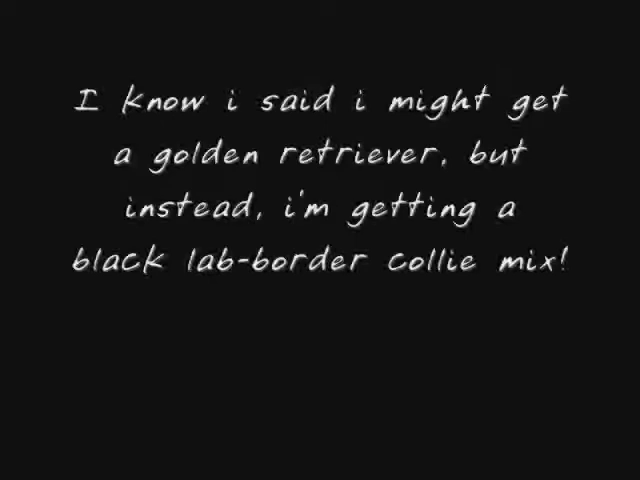 I know i said i might get
a golden retriever, but
instead, i'm getting a
black lab-border collie mix!